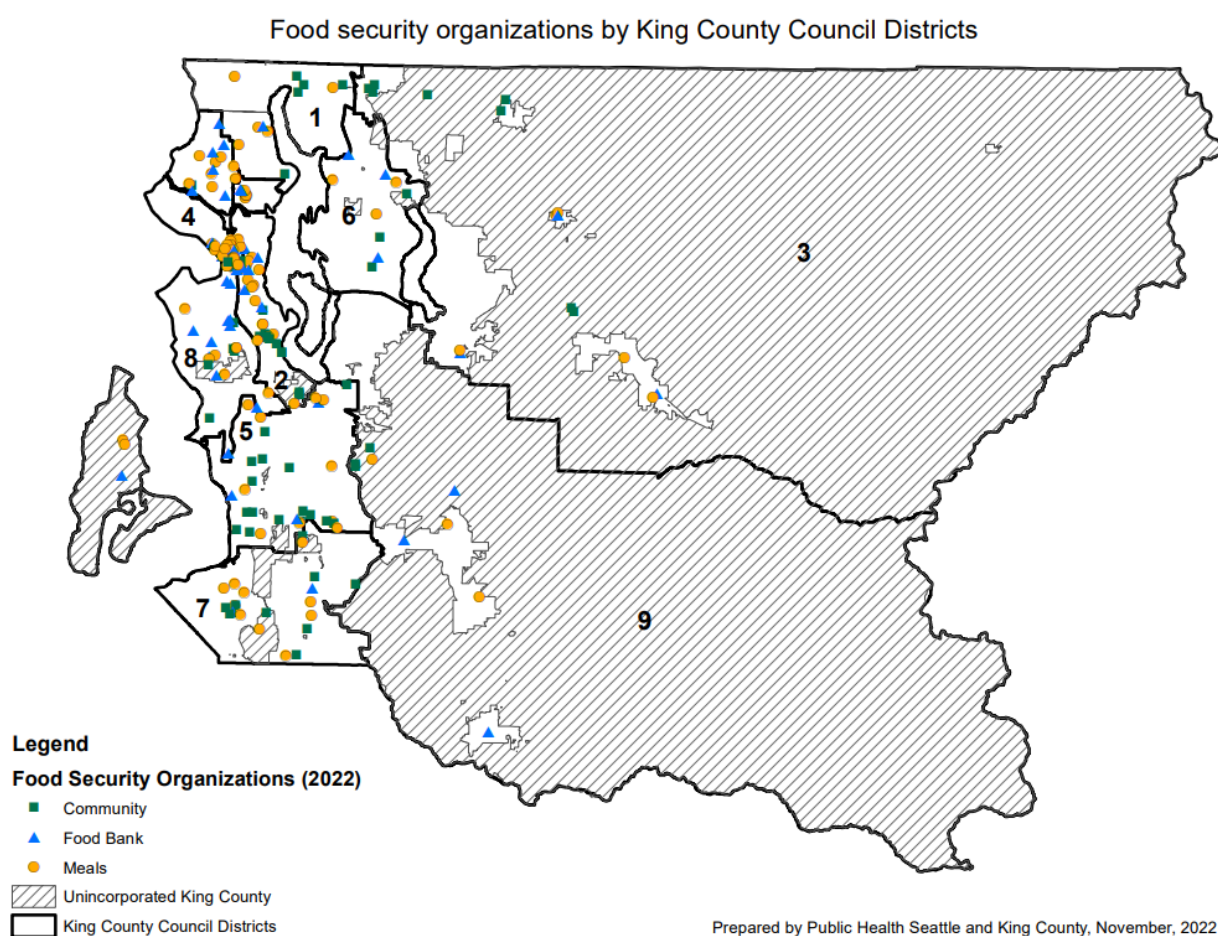 Food security organizations by King County Council Districts
1
4
6
3
8
2
5
7
9
Legend
Food Security Organizations (2022)
Community
Food Bank
Meals
Unincorporated King County
King County Council Districts
Prepared by Public Health Seattle and King County, November, 2022